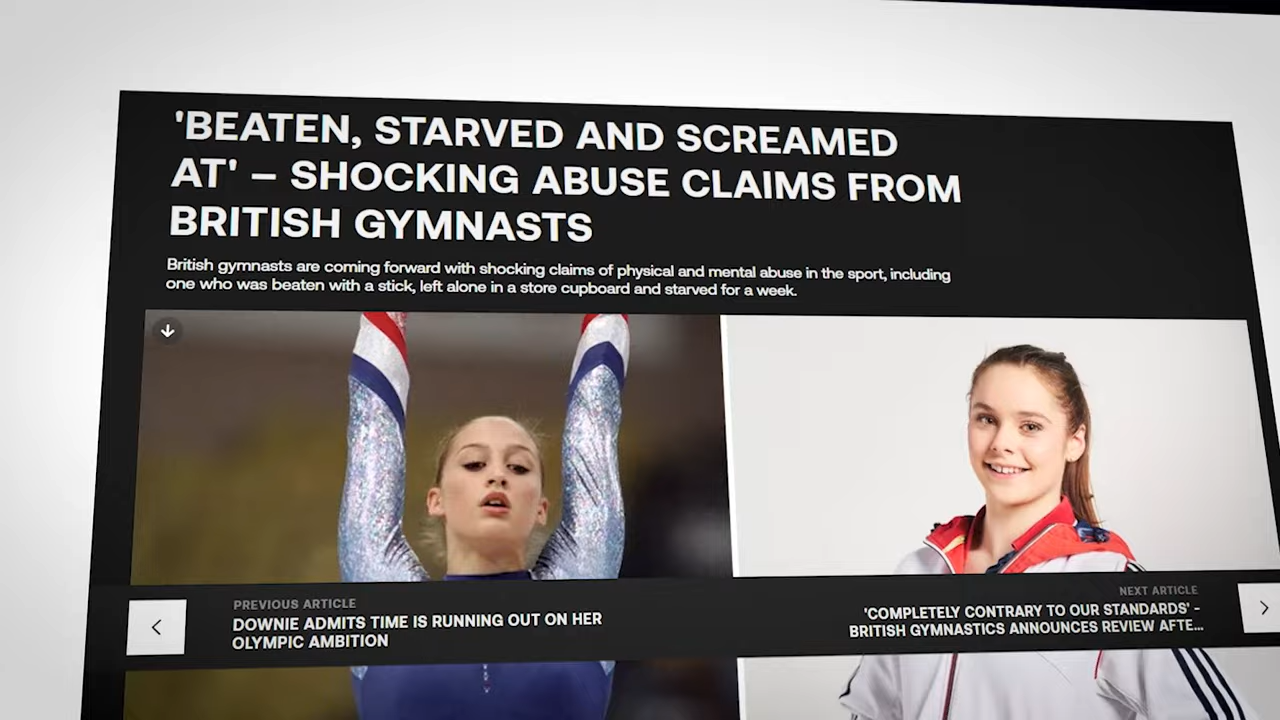 'BEATEN, STARVED AND SCREAMED
AT' – SHOCKING ABUSE CLAIMS FROM
BRITISH GYMNASTS
British gymnasts are coming forward with shocking claims of physical and mental abuse in the sport, including
one who was beaten with a stick, left alone in a store cupboard and starved for a week.
PREVIOUS ARTICLE
DOWNIE ADMITS TIME IS RUNNING OUT ON HER
OLYMPIC AMBITION
NEXT ARTICLE
'COMPLETELY CONTRARY TO OUR STANDARDS' -
BRITISH GYMNASTICS ANNOUNCES REVIEW AFTE...